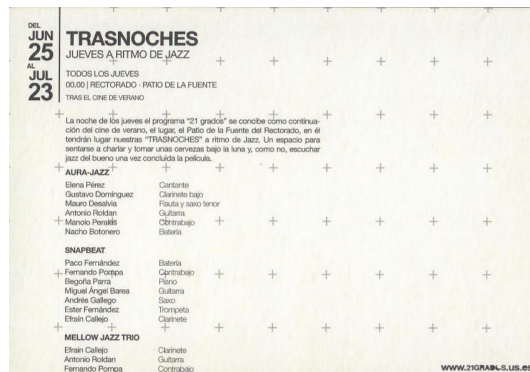 DEL
JUN
25
AL
JUL
23
TRASNOCHES
JUEVES A RITMO DE JAZZ
TODOS LOS JUEVES
00.00 | RECTORADO · PATIO DE LA FUENTE
TRAS EL CINE DE VERANO
La noche de los jueves el programa "21 grados" se concibe cómo continua-
ción del cine de verano, el lugar, el Patio de la Fuente del Rectorado, en él
tendrán lugar nuestras "TRASNOCHES" a ritmo de Jazz. Un espacio para
sentarse a charlar y tomar unas cervezas bajo la luna y, como no, escuchar
jazz del bueno una vez concluida la película.
AURA-JAZZ
Elena Pérez Cantante
Gustavo Domínguez Clarinete bajo
Mauro Desalvia Flauta y saxo tenor
Antonio Roldan Guitarra
Manolo Perakis Contrabajo
Nacho Botonero Batería
SNAPBEAT
Paco Fernández Batería
Fernando Pompa Contrabajo
Begoña Parra Piano
Miguel Ángel Barea Guitarra
Andrés Gallego Saxo
Ester Fernández Trompeta
Efraín Callejo Clarinete
MELLOW JAZZ TRIO
Efrain Callejo Clarinete
Antonio Roldan Guitarra
Fernando Pompa Contrabajo
WWW.21GRADOS.US.es